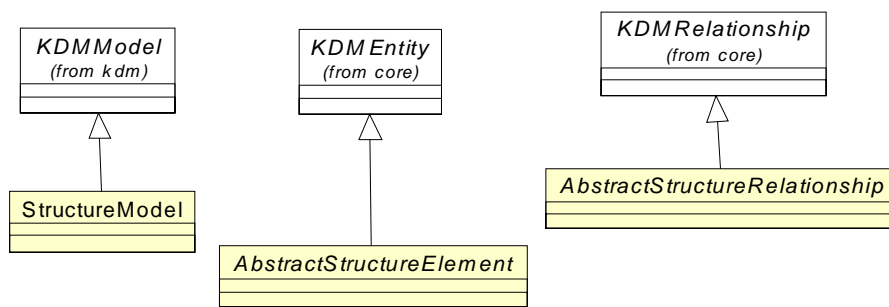 KDMModel
(from kdm)
KDMEntity
(from core)
KDMRelationship
(from core)
StructureModel
AbstractStructureElement
AbstractStructureRelationship